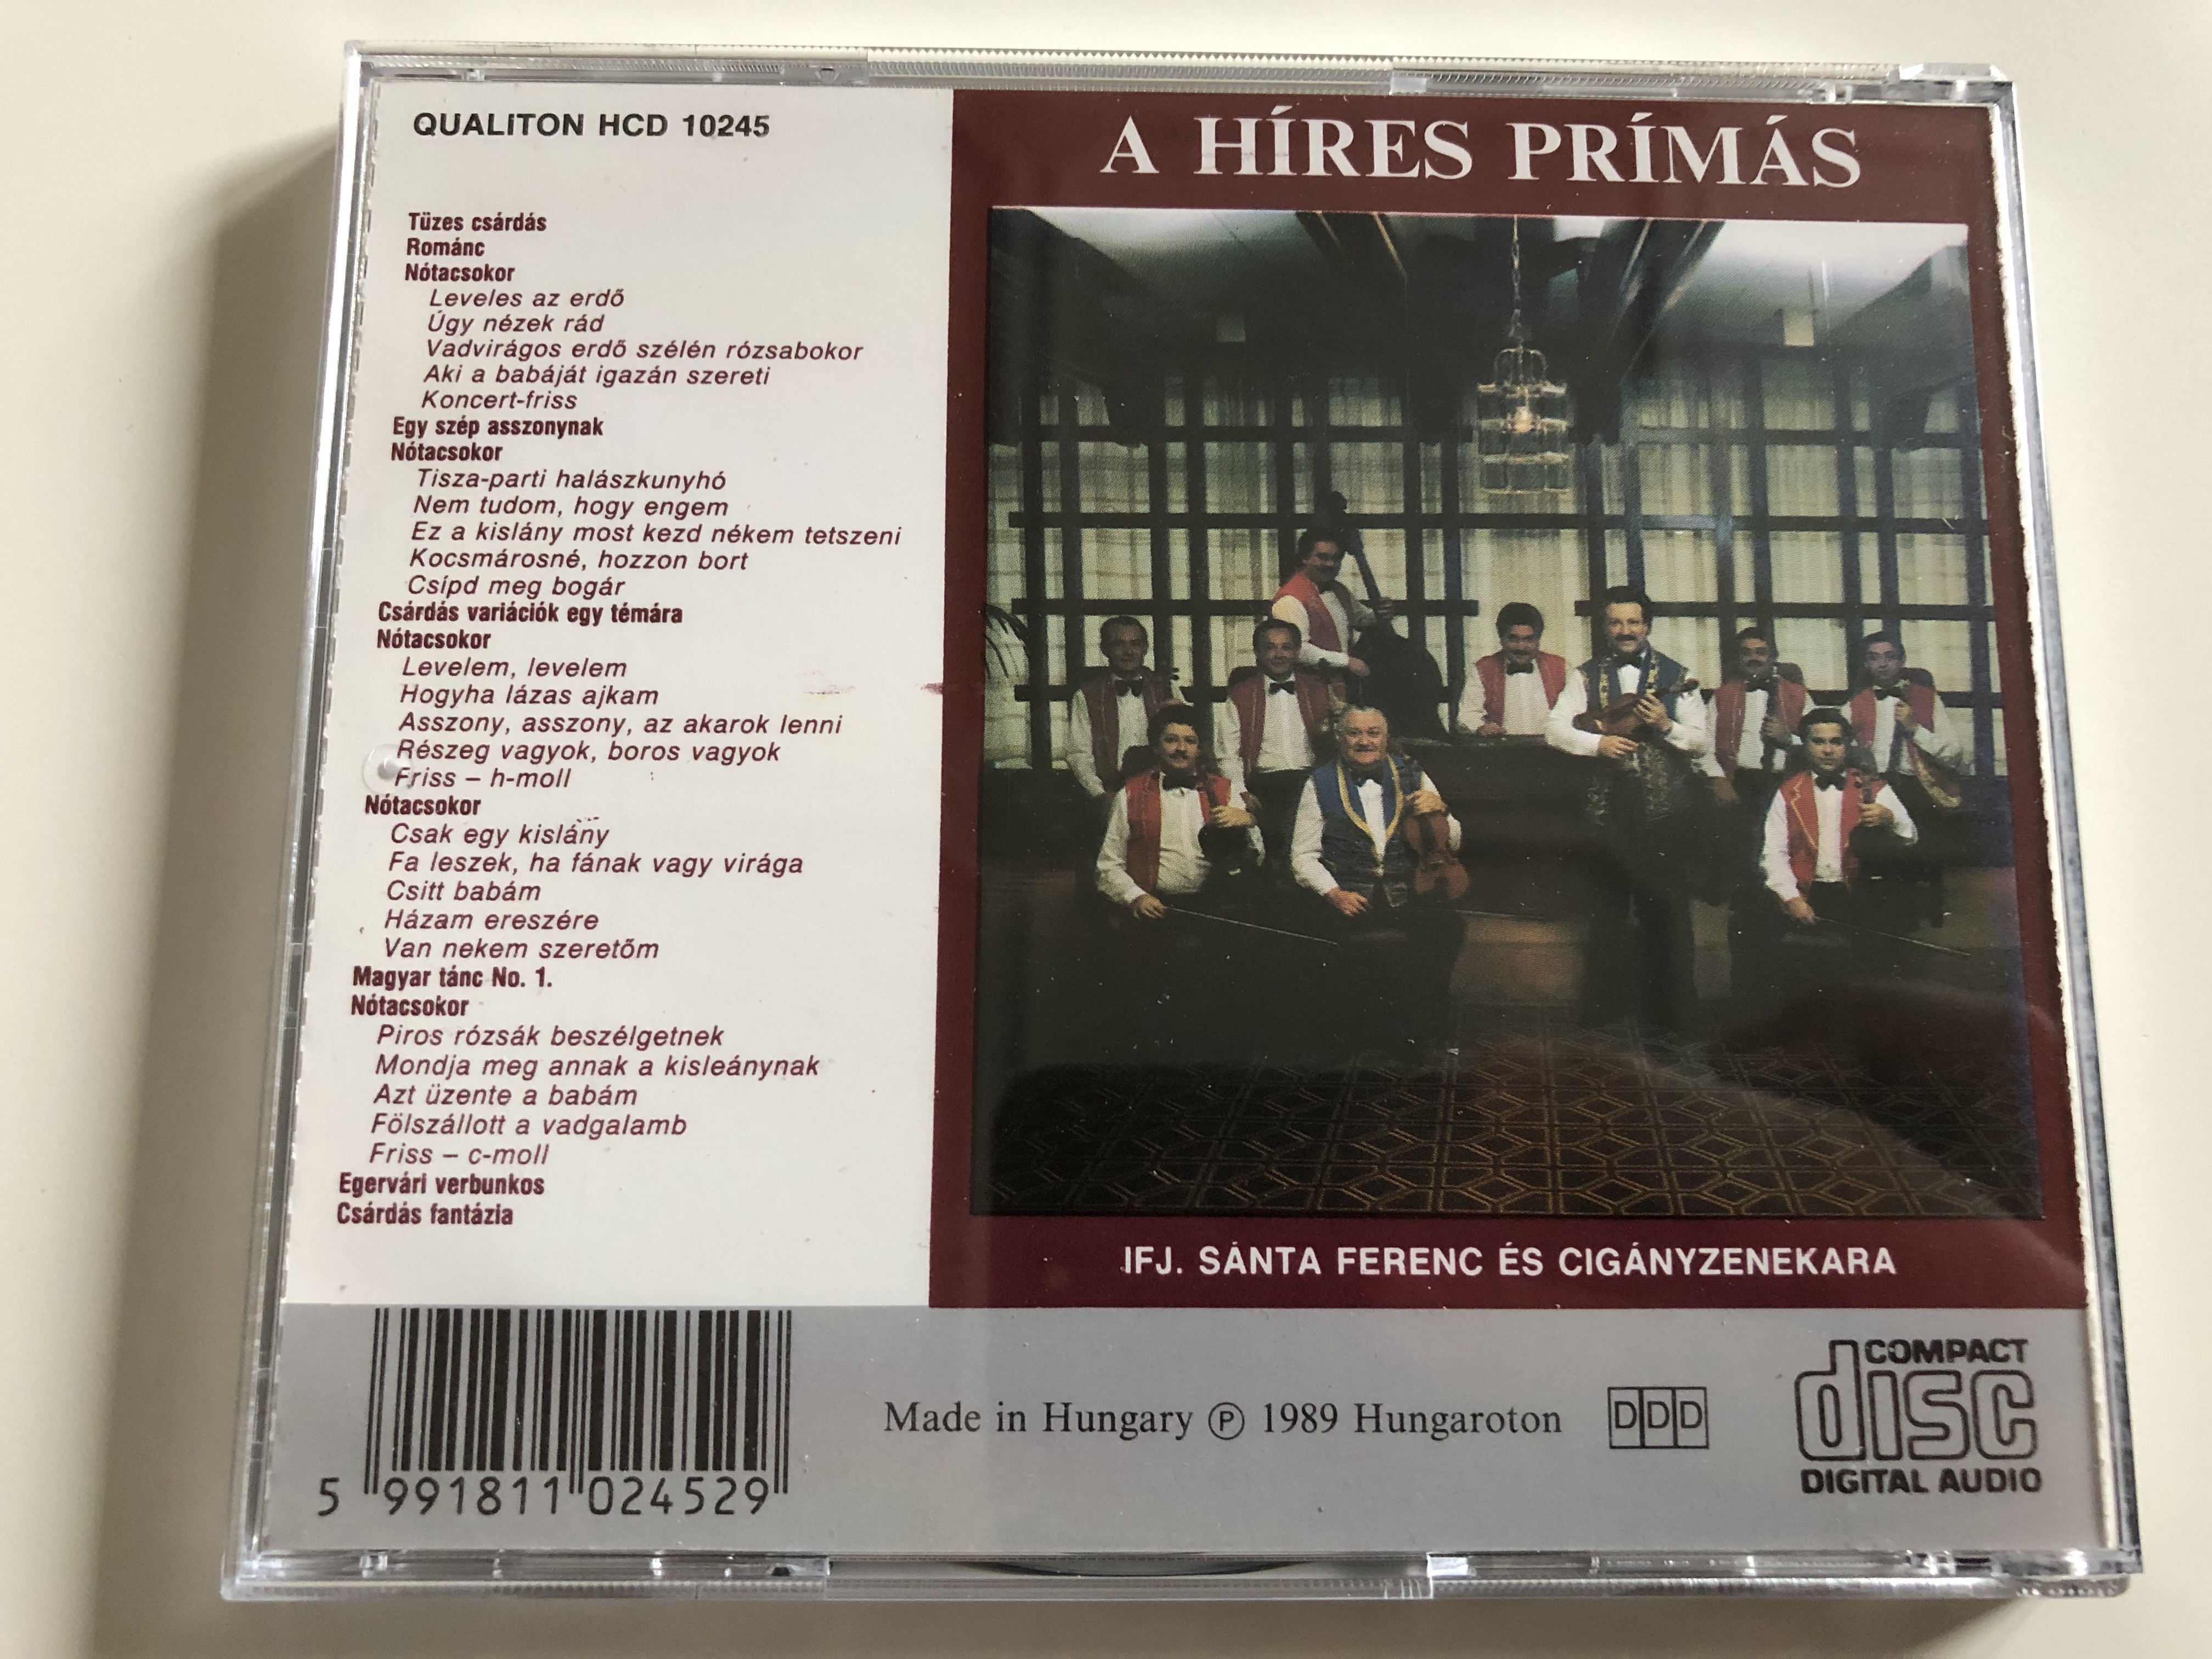 QUALITON HCD 10245
Tüzes csárdás
Románc
Nótacsokor
Leveles az erdő
Úgy nézek rád
Vadvirágos erdő szélén rózsabokor
Aki a babáját igazán szereti
Koncert-friss
Egy szép asszonynak
Nótacsokor
Tisza-parti halászkunyhó
Nem tudom, hogy engem
Ez a kislány most kezd nékem tetszeni
Kocsmárosné, hozzon bort
Csípd meg bogár
Csárdás variációk egy témára
Nótacsokor
Levelem, levelem
Hogyha lázas ajkam
Asszony, asszony, az akarok lenni
Részeg vagyok, boros vagyok
Friss – h-moll
Nótacsokor
Csak egy kislány
Fa leszek, ha fának vagy virága
Csitt babám
Házam ereszére
Van nekem szeretőm
Magyar tánc No. 1.
Nótacsokor
Piros rózsák beszélgetnek
Mondja meg annak a kisleánynak
Azt üzente a babám
Fölszállott a vadgalamb
Friss – c-moll
Egervári verbunkos
Csárdás fantázia
A HÍRES PRÍMÁS
IFJ. SÁNTA FERENC ÉS CIGÁNYZENEKARA
5 991811 024529
Made in Hungary Ⓟ 1989 Hungaroton
DDD
COMPACT
disc
DIGITAL AUDIO